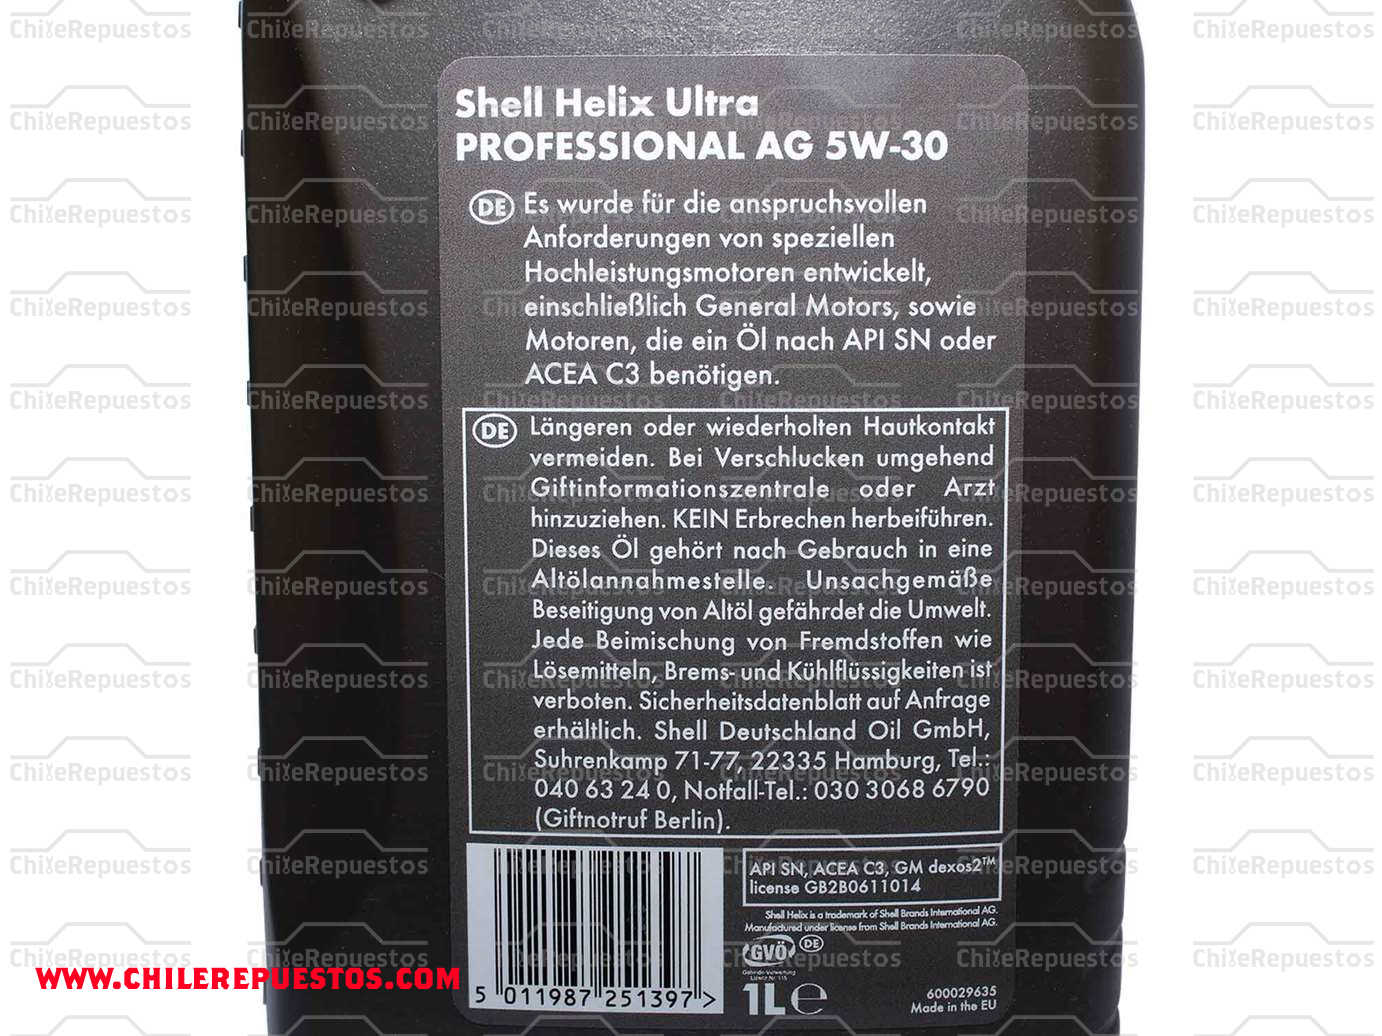 Shell Helix Ultra
PROFESSIONAL AG 5W-30
DE Es wurde für die anspruchsvollen
Anforderungen von speziellen
Hochleistungsmotoren entwickelt,
einschließlich General Motors, sowie
Motoren, die ein Öl nach API SN oder
ACEA C3 benötigen.
DE Längeren oder wiederholten Hautkontakt
vermeiden. Bei Verschlucken umgehend
Giftinformationszentrale oder Arzt
hinzuziehen. KEIN Erbrechen herbeiführen.
Dieses Öl gehört nach Gebrauch in eine
Altölannahmestelle. Unsachgemäße
Beseitigung von Altöl gefährdet die Umwelt.
Jede Beimischung von Fremdstoffen wie
Lösemitteln, Brems- und Kühlflüssigkeiten ist
verboten. Sicherheitsdatenblatt auf Anfrage
erhältlich. Shell Deutschland Oil GmbH,
Suhrenkamp 71-77, 22335 Hamburg, Tel.:
040 63 24 0, Notfall-Tel.: 030 3068 6790
(Giftnotruf Berlin).
API SN, ACEA C3, GM dexos2™
license GB2B0611014
Shell Helix is a trademark of Shell Brands International AG.
Manufactured under license from Shell Brands International AG.
GVÖ DE
Gebinde-Verwertung
Lizenz Nr. 115
1L e
5 011987 251397 >
600029635
Made in the EU
www.CHILEREPUESTOS.COM
ChileRepuestos